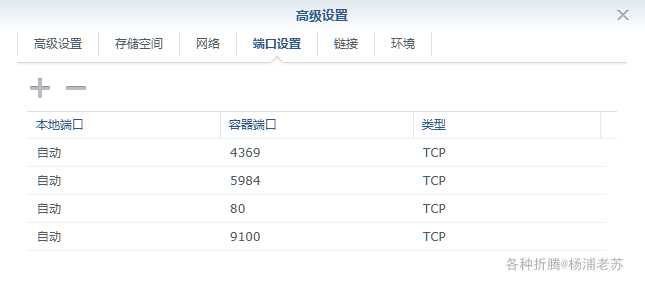 高级设置
高级设置 存储空间 网络 端口设置 链接 环境
本地端口 容器端口 类型
自动 4369 TCP
自动 5984 TCP
自动 80 TCP
自动 9100 TCP
各种折腾@杨浦老苏